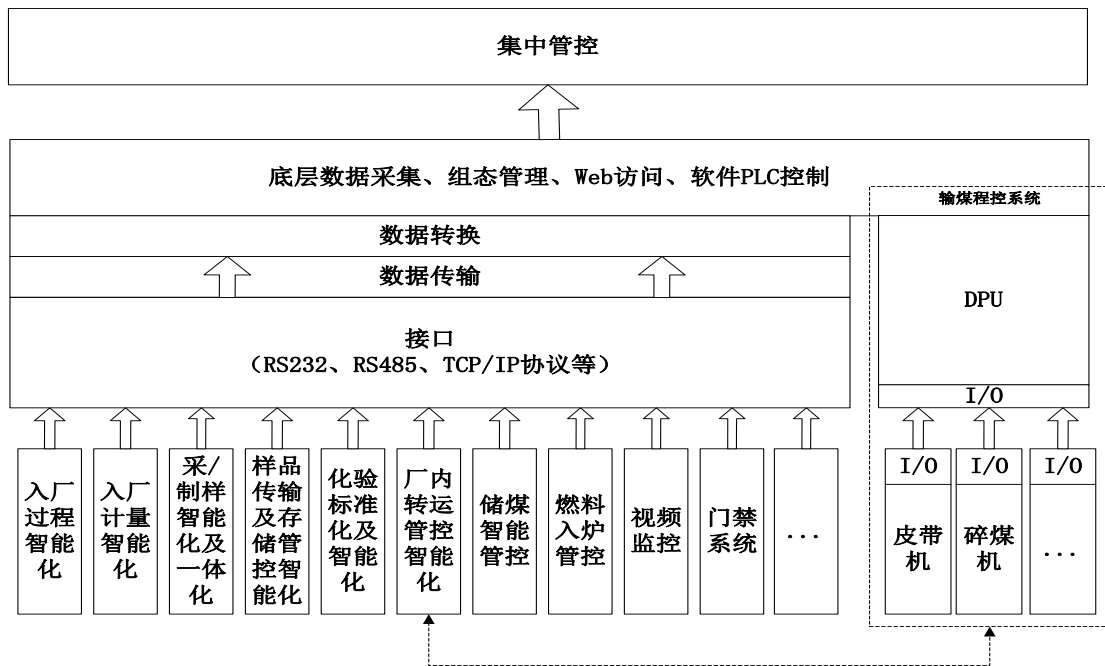 集中管控
底层数据采集、组态管理、Web访问、软件PLC控制
输煤程控系统
数据转换
数据传输
DPU
接口
（RS232、RS485、TCP/IP协议等）
I/O
入厂
过程
智能
化
入厂
计量
智能
化
采/
制样
智能
化及
一体
化
样品
传输
及存
储管
控智
能化
化验
标准
化及
智能
化
厂内
转运
管控
智能
化
储煤
智能
管控
燃料
入炉
管控
视频
监控
门禁
系统
...
I/O
皮带
机
I/O
碎煤
机
I/O
...